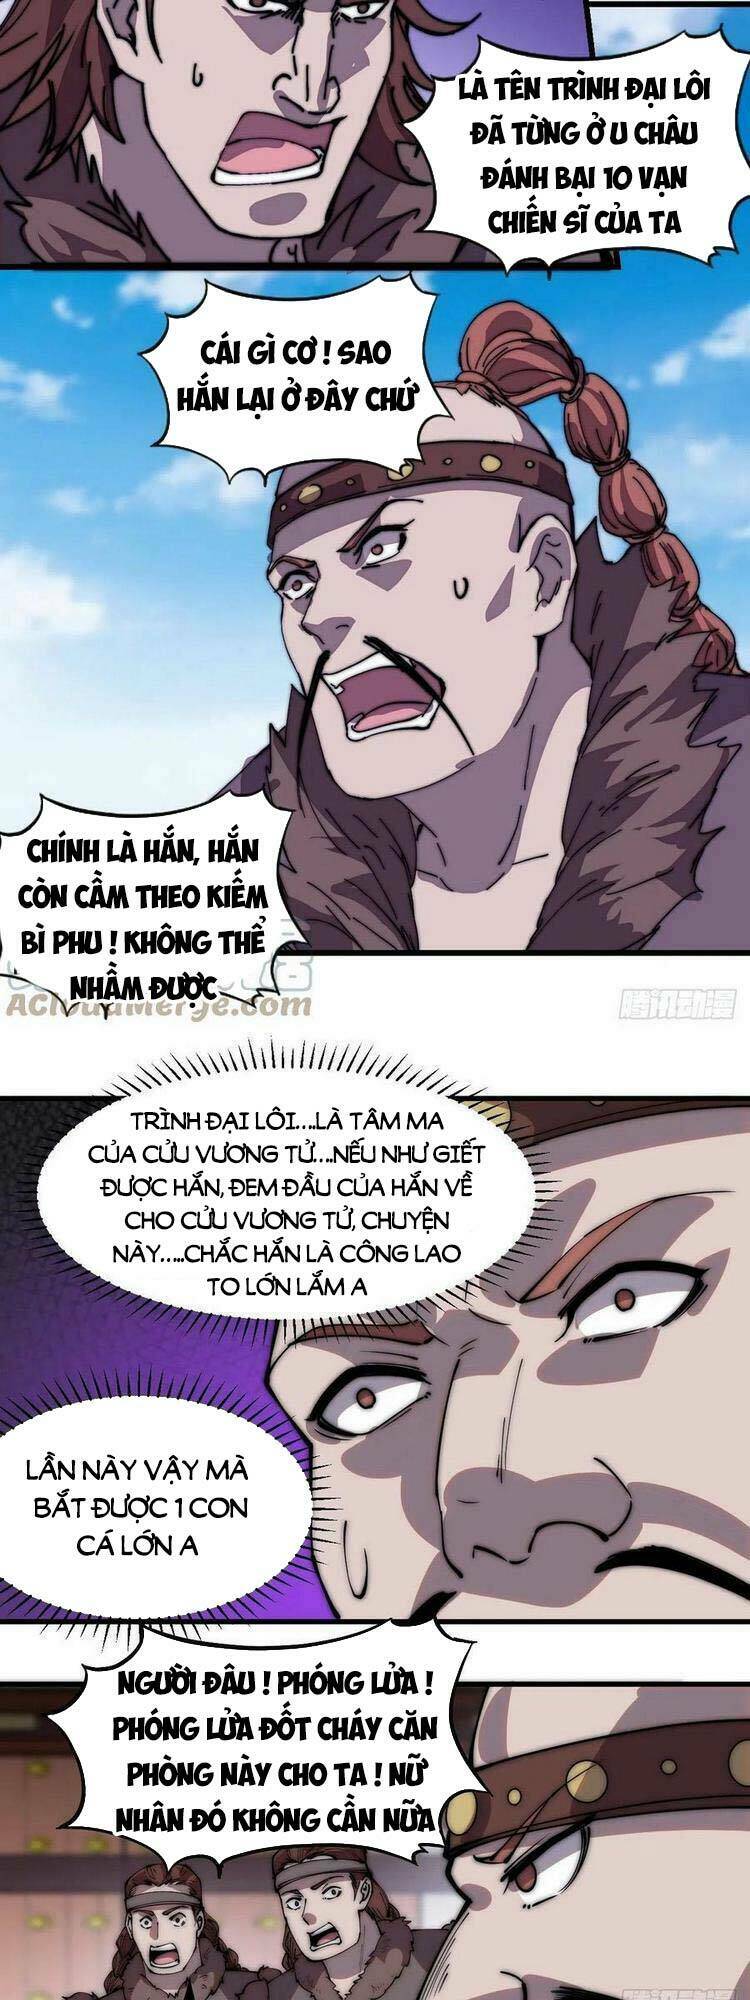 LÀ TÊN TRÌNH ĐẠI LÔI
ĐÃ TỪNG Ở U CHÂU
ĐÁNH BẠI 10 VẠN
CHIẾN SĨ CỦA TA
CÁI GÌ CƠ ! SAO
HẮN LẠI Ở ĐÂY CHỨ
CHÍNH LÀ HẮN, HẮN
CÒN CẦM THEO KIẾM
BÌ PHU ! KHÔNG THỂ
NHẦM ĐƯỢC
ACloudMerge.com
腾讯动漫
TRÌNH ĐẠI LÔI....LÀ TÂM MA
CỦA CỬU VƯƠNG TỬ....NẾU NHƯ GIẾT
ĐƯỢC HẮN, ĐEM ĐẦU CỦA HẮN VỀ
CHO CỬU VƯƠNG TỬ, CHUYỆN
NÀY.....CHẮC HẲN LÀ CÔNG LAO
TO LỚN LẮM A
LẦN NÀY VẬY MÀ
BẮT ĐƯỢC 1 CON
CÁ LỚN A
NGƯỜI ĐÂU ! PHÓNG LỬA !
PHÓNG LỬA ĐỐT CHÁY CĂN
PHÒNG NÀY CHO TA ! NỮ
NHÂN ĐÓ KHÔNG CẦN NỮA